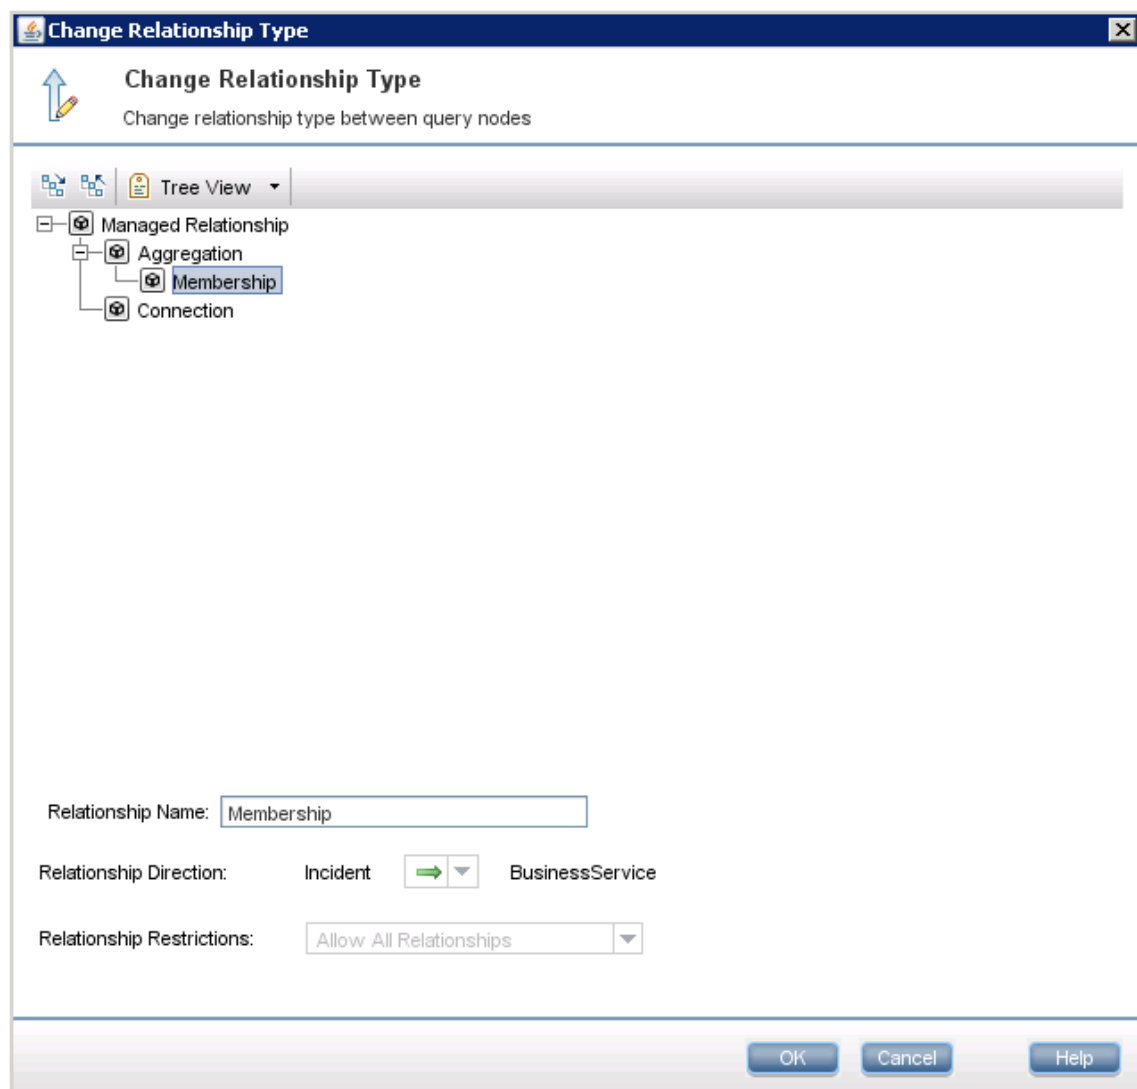 Change Relationship Type
Change Relationship Type
Change relationship type between query nodes
Tree View
Managed Relationship
Aggregation
Membership
Connection
Relationship Name: Membership
Relationship Direction: Incident BusinessService
Relationship Restrictions: Allow All Relationships
OK Cancel Help